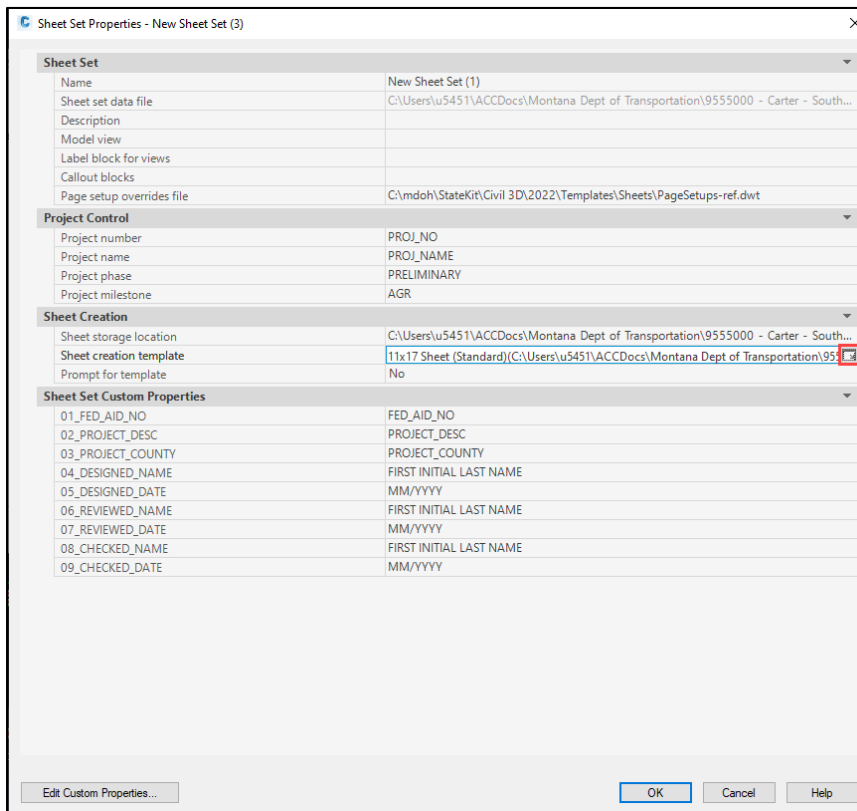 Sheet Set Properties - New Sheet Set (3)
Sheet Set
Name New Sheet Set (1)
Sheet set data file C:\Users\u5451\ACCDocs\Montana Dept of Transportation\9555000 - Carter - South...
Description
Model view
Label block for views
Callout blocks
Page setup overrides file C:\mdoh\StateKit\Civil 3D\2022\Templates\Sheets\PageSetups-ref.dwt
Project Control
Project number PROJ_NO
Project name PROJ_NAME
Project phase PRELIMINARY
Project milestone AGR
Sheet Creation
Sheet storage location C:\Users\u5451\ACCDocs\Montana Dept of Transportation\9555000 - Carter - South...
Sheet creation template 11x17 Sheet (Standard)(C:\Users\u5451\ACCDocs\Montana Dept of Transportation\955
Prompt for template No
Sheet Set Custom Properties
01_FED_AID_NO FED_AID_NO
02_PROJECT_DESC PROJECT_DESC
03_PROJECT_COUNTY PROJECT_COUNTY
04_DESIGNED_NAME FIRST INITIAL LAST NAME
05_DESIGNED_DATE MM/YYYY
06_REVIEWED_NAME FIRST INITIAL LAST NAME
07_REVIEWED_DATE MM/YYYY
08_CHECKED_NAME FIRST INITIAL LAST NAME
09_CHECKED_DATE MM/YYYY
Edit Custom Properties... OK Cancel Help